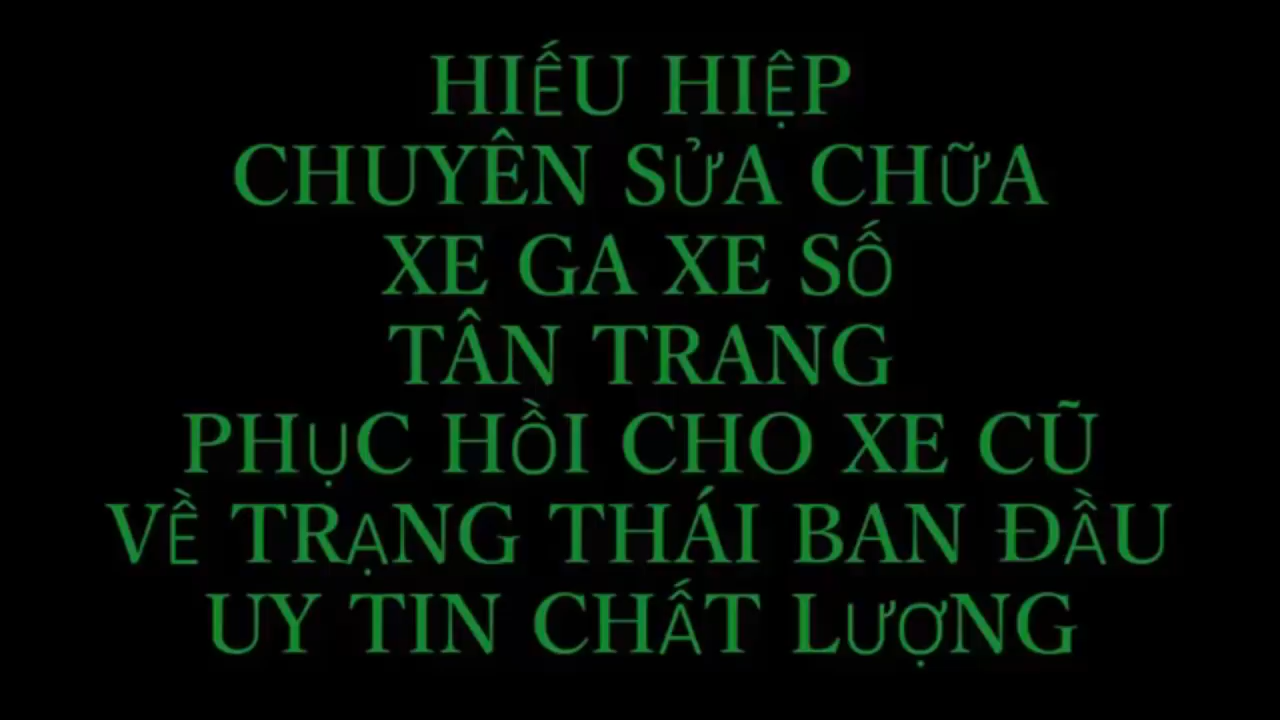 HIẾU HIỆP
CHUYÊN SỬA CHỮA
XE GA XE SỐ
TÂN TRANG
PHỤC HỒI CHO XE CŨ
VỀ TRẠNG THÁI BAN ĐẦU
UY TIN CHẤT LƯỢNG